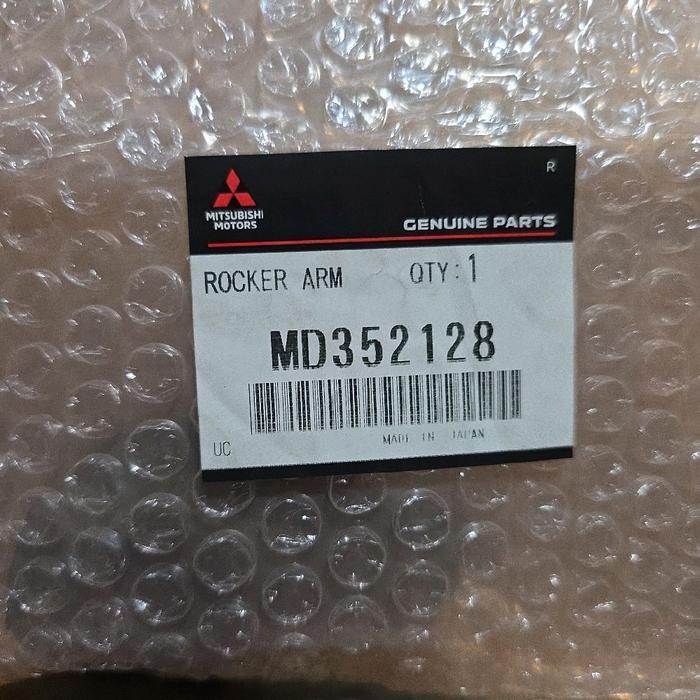 R
MITSUBISHI
MOTORS
GENUINE PARTS
ROCKER ARM QTY:1
MD352128
MADE IN JAPAN
UC